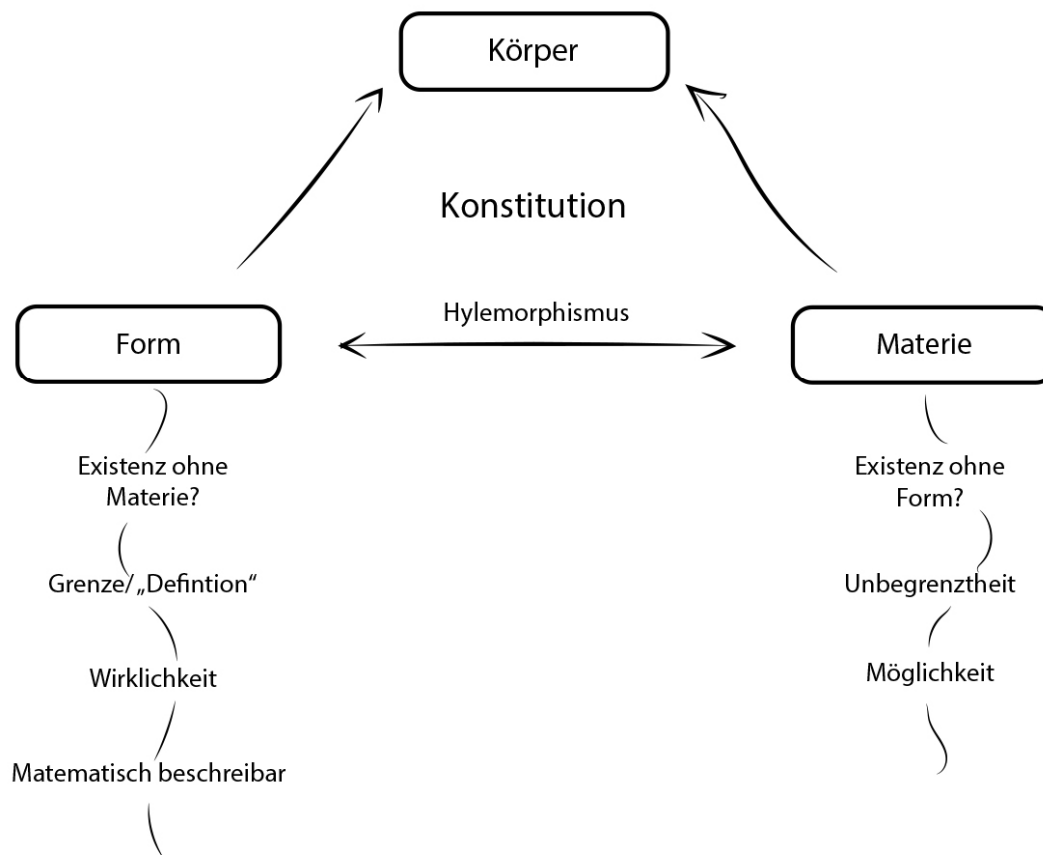 Körper
Konstitution
Hylemorphismus
Form
Materie
Existenz ohne
Materie?
Existenz ohne
Form?
Grenze/„Defintion“
Unbegrenztheit
Wirklichkeit
Möglichkeit
Matematisch beschreibar